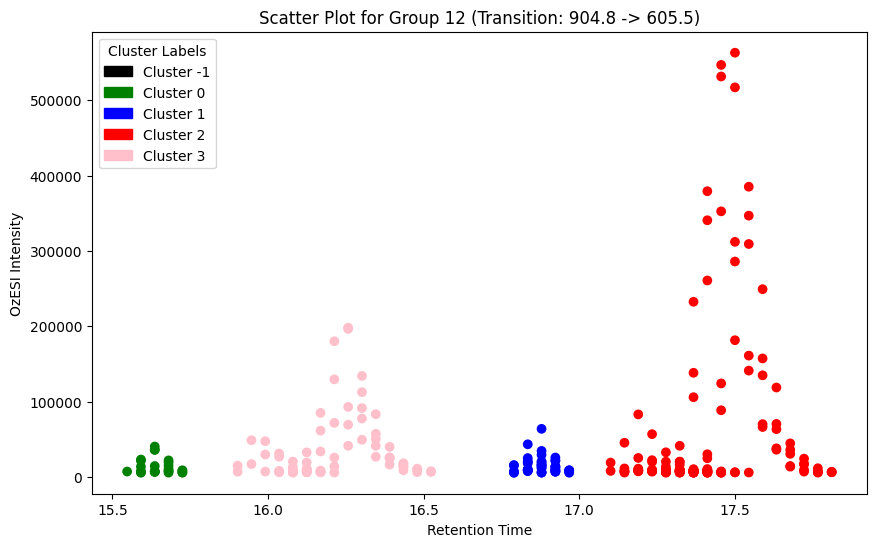 Scatter Plot for Group 12 (Transition: 904.8 -> 605.5)
Cluster Labels
Cluster -1
Cluster 0
Cluster 1
Cluster 2
Cluster 3
OzESI Intensity
500000
400000
300000
200000
100000
0
15.5 16.0 16.5 17.0 17.5
Retention Time